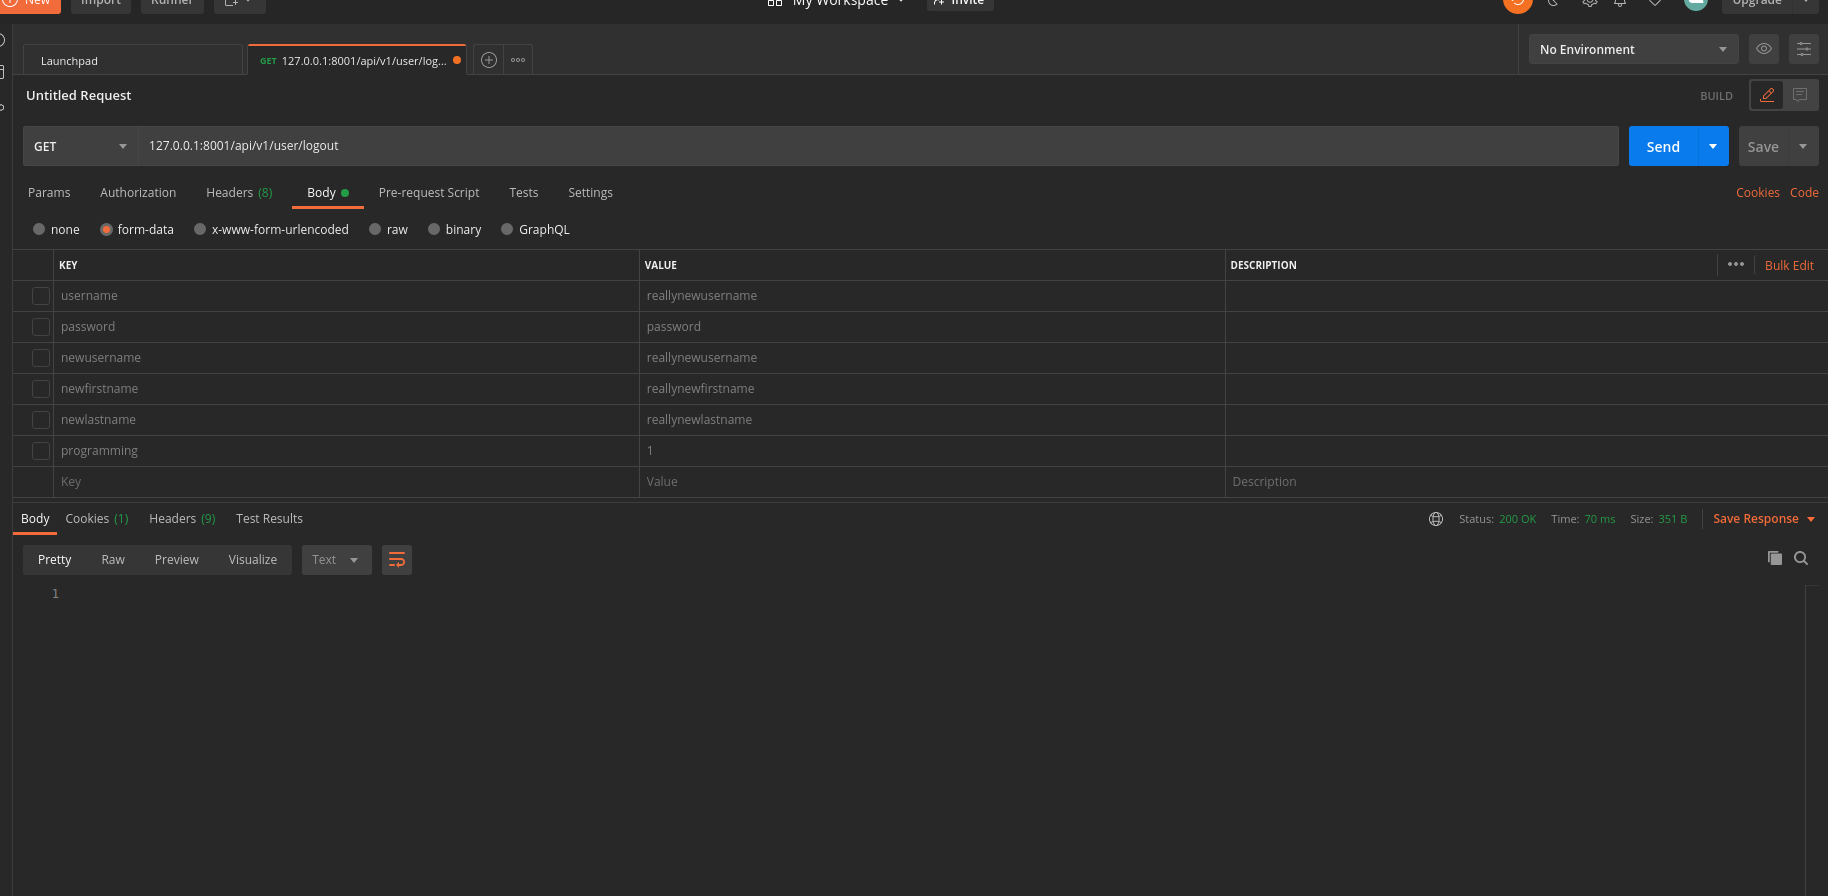 New Import Runner My Workspace Invite Upgrade
Launchpad GET 127.0.0.1:8001/api/v1/user/log... No Environment
Untitled Request BUILD
GET 127.0.0.1:8001/api/v1/user/logout Send Save
Params Authorization Headers (8) Body Pre-request Script Tests Settings Cookies Code
none form-data x-www-form-urlencoded raw binary GraphQL
KEY VALUE DESCRIPTION ••• Bulk Edit
username reallynewusername
password password
newusername reallynewusername
newfirstname reallynewfirstname
newlastname reallynewlastname
programming 1
Key Value Description
Body Cookies (1) Headers (9) Test Results Status: 200 OK Time: 70 ms Size: 351 B Save Response
Pretty Raw Preview Visualize Text
1